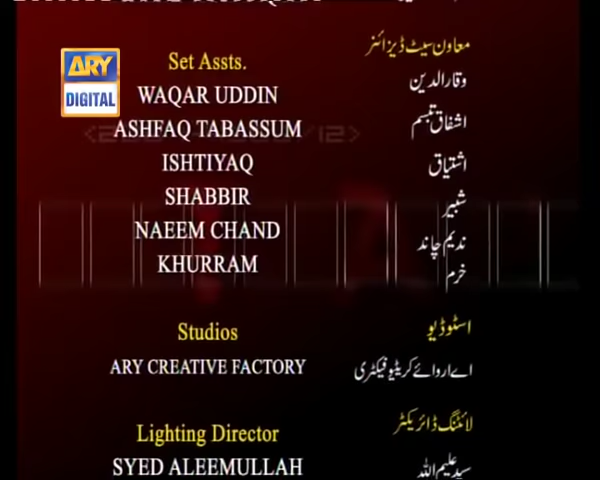 ARY
DIGITAL
Set Assts. معاون سیٹ ڈیزائنر
WAQAR UDDIN وقار الدین
ASHFAQ TABASSUM اشفاق تبسم
ISHTIYAQ اشتیاق
SHABBIR شبیر
NAEEM CHAND ندیم چاند
KHURRAM خرم
Studios اسٹوڈیو
ARY CREATIVE FACTORY اے آر وائے کریٹیو فیکٹری
Lighting Director لائٹنگ ڈائریکٹر
SYED ALEEMULLAH سید علیم اللہ